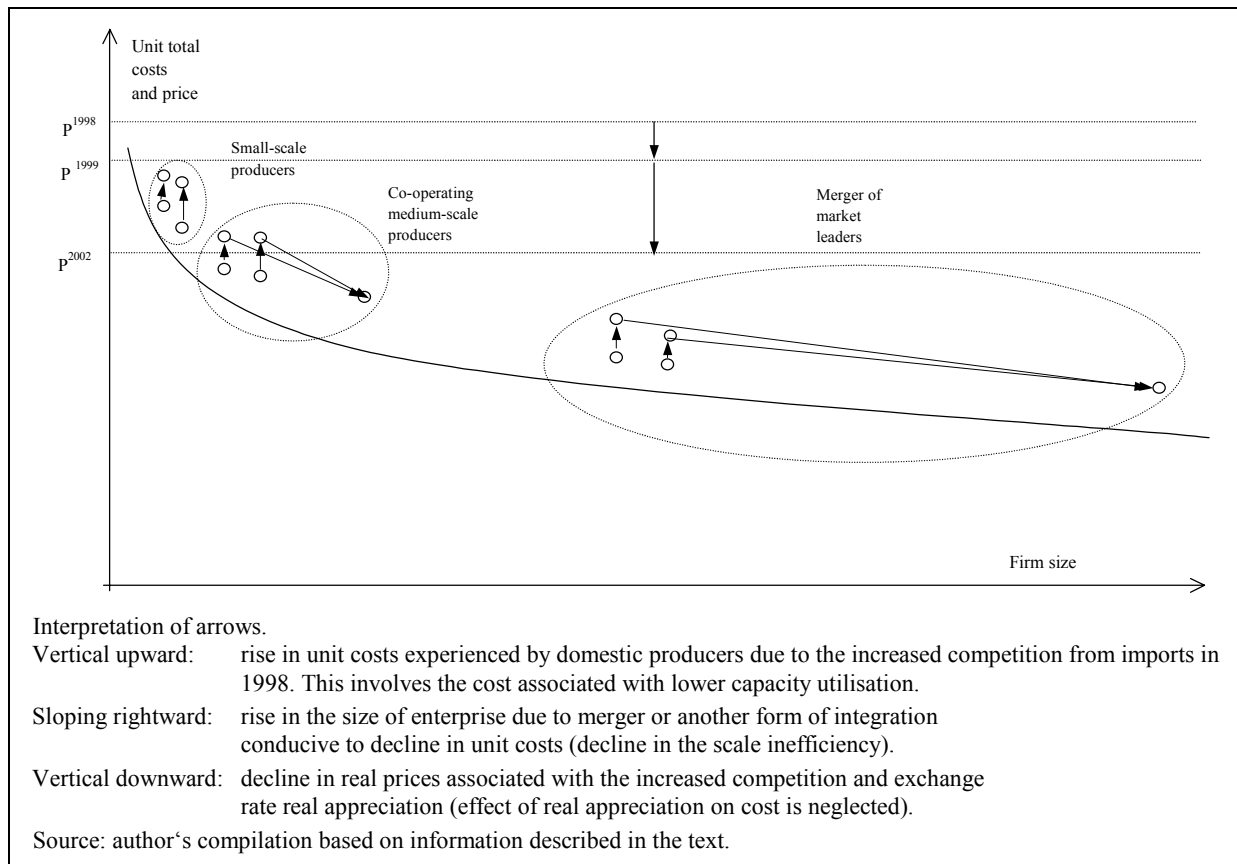 Unit total
costs
and price
P1998
Small-scale
producers
P 1999
Co-operating
medium-scale
producers
Merger of
market
leaders
P2002
Firm size
Interpretation of arrows.
Vertical upward: rise in unit costs experienced by domestic producers due to the increased competition from imports in
1998. This involves the cost associated with lower capacity utilisation.
Sloping rightward: rise in the size of enterprise due to merger or another form of integration
conducive to decline in unit costs (decline in the scale inefficiency).
Vertical downward: decline in real prices associated with the increased competition and exchange
rate real appreciation (effect of real appreciation on cost is neglected).
Source: author‘s compilation based on information described in the text.